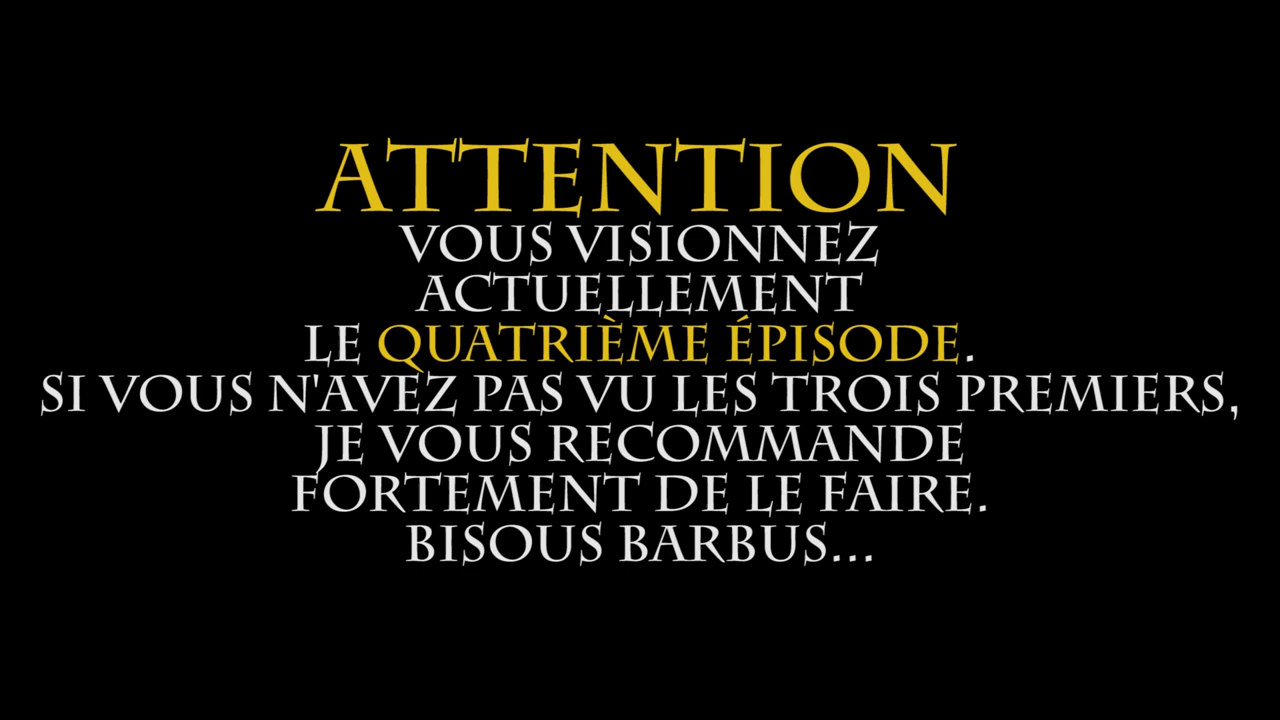 ATTENTION
VOUS VISIONNEZ
ACTUELLEMENT
LE QUATRIÈME ÉPISODE.
SI VOUS N'AVEZ PAS VU LES TROIS PREMIERS,
JE VOUS RECOMMANDE
FORTEMENT DE LE FAIRE.
BISOUS BARBUS...